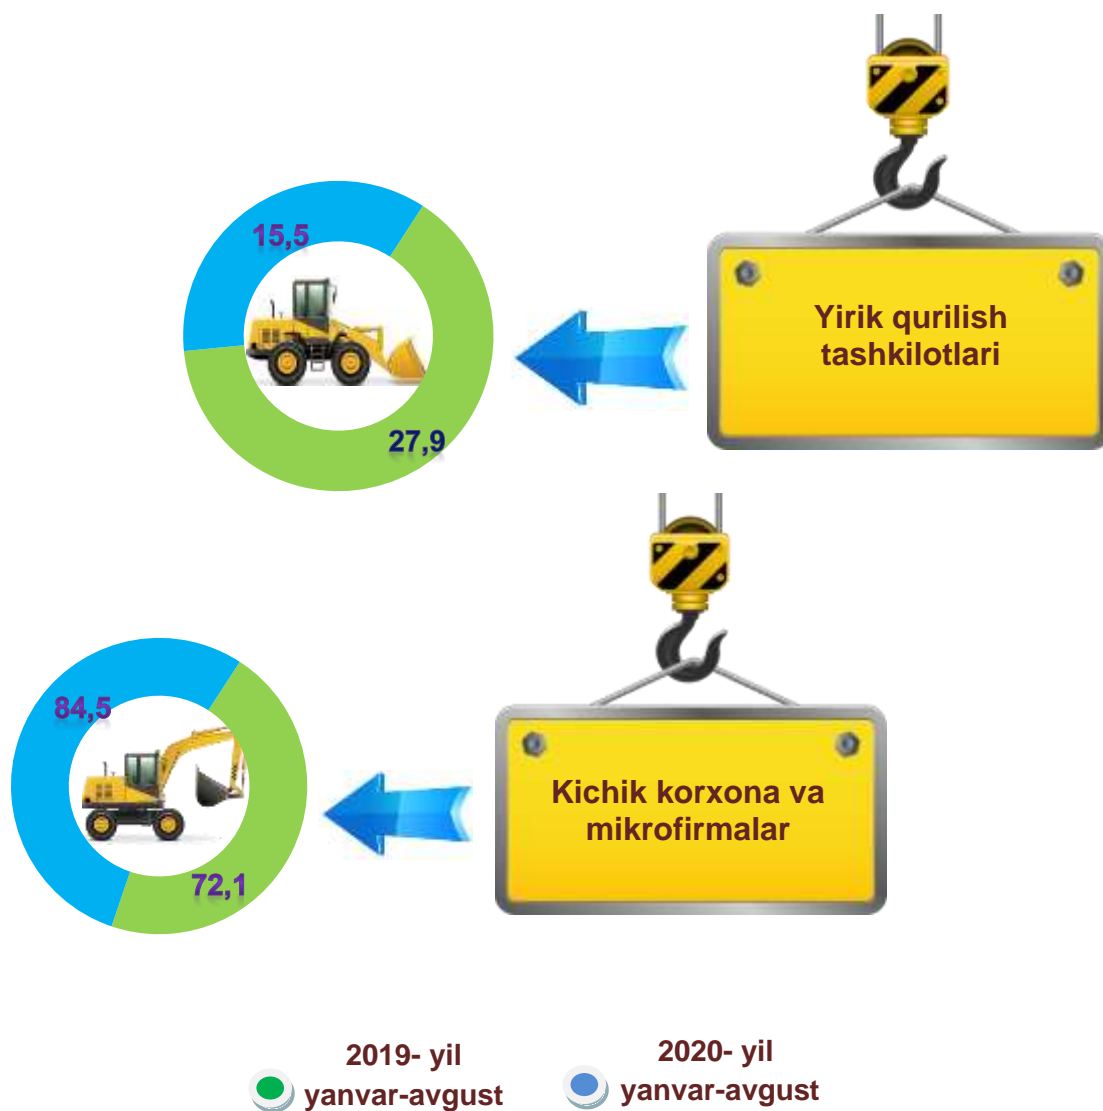 15,5
Yirik qurilish
tashkilotlari
27,9
84,5
Kichik korxona va
mikrofirmalar
72,1
2019- yil
yanvar-avgust
2020- yil
yanvar-avgust